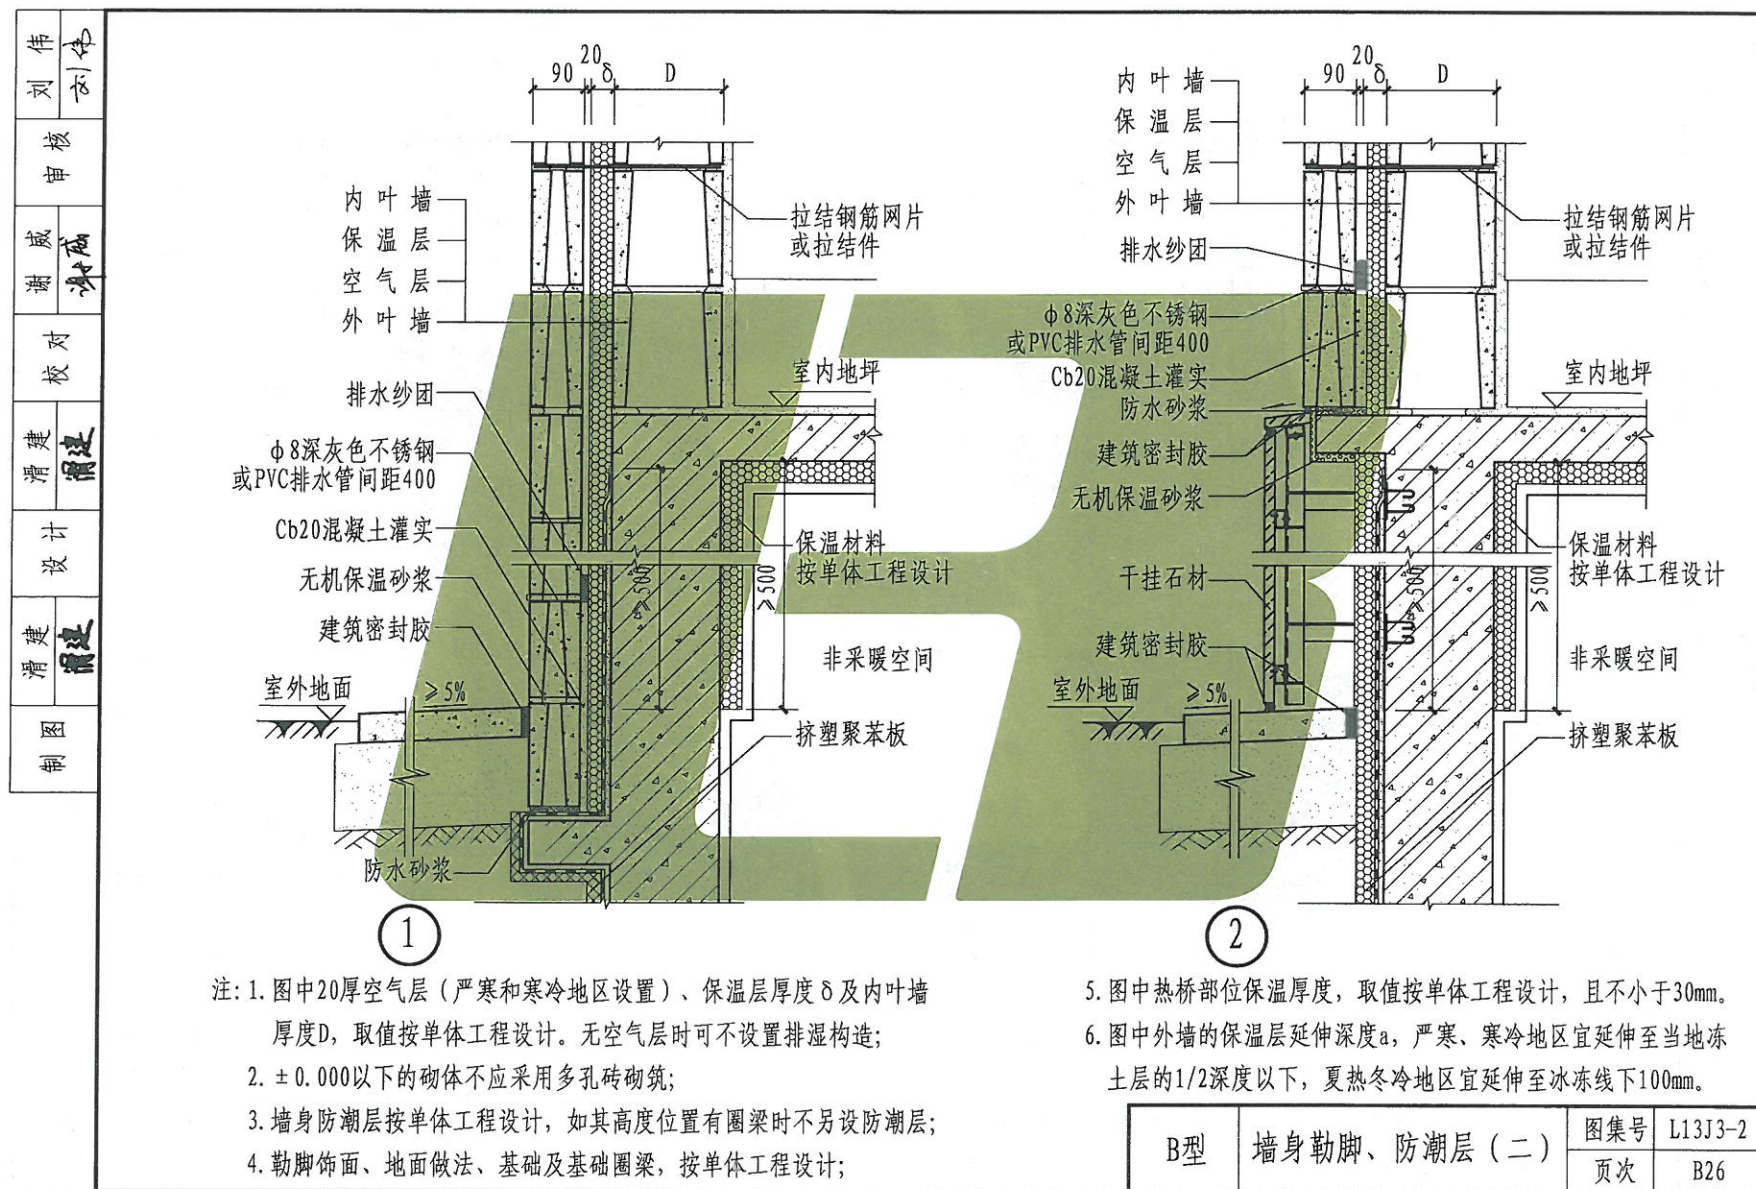 刘伟
审核
谢威
校对
滑建
设计
滑建
制图
90 20 δ D
内叶墙
保温层
空气层
外叶墙
拉结钢筋网片
或拉结件
室内地坪
排水纱团
φ8深灰色不锈钢
或PVC排水管间距400
Cb20混凝土灌实
无机保温砂浆
建筑密封胶
室外地面
≥5%
≥500
≥500
保温材料
按单体工程设计
非采暖空间
挤塑聚苯板
防水砂浆
1
90 20 δ D
内叶墙
保温层
空气层
外叶墙
排水纱团
拉结钢筋网片
或拉结件
φ8深灰色不锈钢
或PVC排水管间距400
Cb20混凝土灌实
防水砂浆
室内地坪
建筑密封胶
无机保温砂浆
干挂石材
建筑密封胶
室外地面
≥5%
≥500
≥500
保温材料
按单体工程设计
非采暖空间
挤塑聚苯板
2
注: 1. 图中20厚空气层（严寒和寒冷地区设置）、保温层厚度δ及内叶墙
厚度D，取值按单体工程设计。无空气层时可不设置排湿构造；
2. ±0.000以下的砌体不应采用多孔砖砌筑；
3. 墙身防潮层按单体工程设计，如其高度位置有圈梁时不另设防潮层；
4. 勒脚饰面、地面做法、基础及基础圈梁，按单体工程设计；
5. 图中热桥部位保温厚度，取值按单体工程设计，且不小于30mm。
6. 图中外墙的保温层延伸深度a，严寒、寒冷地区宜延伸至当地冻
土层的1/2深度以下，夏热冬冷地区宜延伸至冰冻线下100mm。
B型 墙身勒脚、防潮层（二） 图集号 L13J3-2
页次 B26